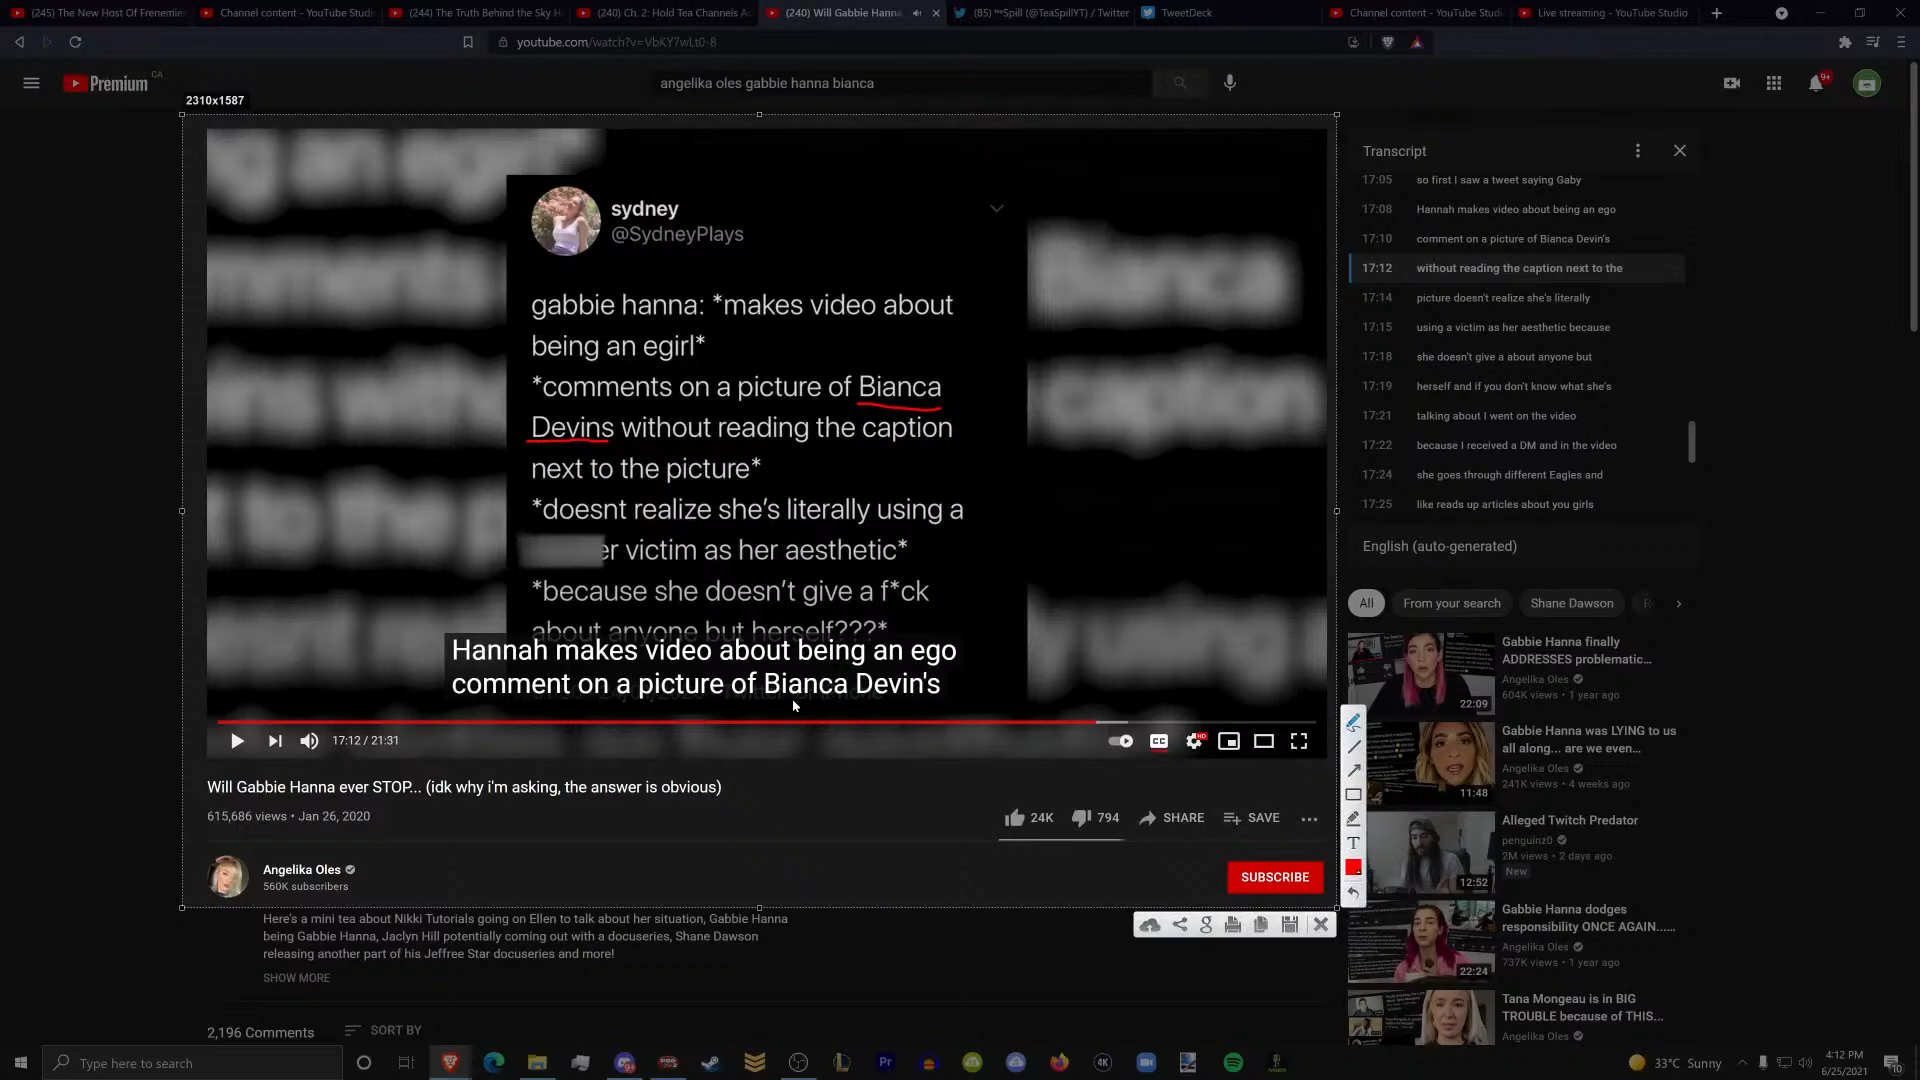 (245) The New Host Of Frenemies
Channel content - YouTube Studi
(244) The Truth Behind the Sky H
(240) Ch. 2: Hold Tea Channels Ac
(240) Will Gabbie Hanna
(85) ™Spill (@TeaSpillYT) / Twitter
TweetDeck
Channel content - YouTube Studi
Live streaming - YouTube Studio
youtube.com/watch?v=VbKY7wLt0-8
Premium
CA
angelika oles gabbie hanna bianca
9+
2310x1587
sydney
@SydneyPlays
gabbie hanna: *makes video about
being an egirl*
*comments on a picture of Bianca
Devins without reading the caption
next to the picture*
*doesnt realize she's literally using a
er victim as her aesthetic*
*because she doesn't give a f*ck
about anyone but herself???*
Hannah makes video about being an ego
comment on a picture of Bianca Devin's
17:12 / 21:31
CC
HD
Will Gabbie Hanna ever STOP... (idk why i'm asking, the answer is obvious)
615,686 views • Jan 26, 2020
24K
794
SHARE
SAVE
Angelika Oles
560K subscribers
SUBSCRIBE
Here's a mini tea about Nikki Tutorials going on Ellen to talk about her situation, Gabbie Hanna
being Gabbie Hanna, Jaclyn Hill potentially coming out with a docuseries, Shane Dawson
releasing another part of his Jeffree Star docuseries and more!
SHOW MORE
2,196 Comments
SORT BY
Transcript
17:05 so first I saw a tweet saying Gaby
17:08 Hannah makes video about being an ego
17:10 comment on a picture of Bianca Devin's
17:12 without reading the caption next to the
17:14 picture doesn't realize she's literally
17:15 using a victim as her aesthetic because
17:18 she doesn't give a about anyone but
17:19 herself and if you don't know what she's
17:21 talking about I went on the video
17:22 because I received a DM and in the video
17:24 she goes through different Eagles and
17:25 like reads up articles about you girls
English (auto-generated)
All
From your search
Shane Dawson
Gabbie Hanna finally
ADDRESSES problematic...
Angelika Oles
604K views • 1 year ago
22:09
Gabbie Hanna was LYING to us
all along... are we even...
Angelika Oles
241K views • 4 weeks ago
11:48
Alleged Twitch Predator
penguinz0
2M views • 2 days ago
New
12:52
Gabbie Hanna dodges
responsibility ONCE AGAIN.....
Angelika Oles
737K views • 1 year ago
22:24
Tana Mongeau is in BIG
TROUBLE because of THIS...
Angelika Oles
T
Type here to search
Pr
4K
33°C Sunny
4:12 PM
6/25/2021
10